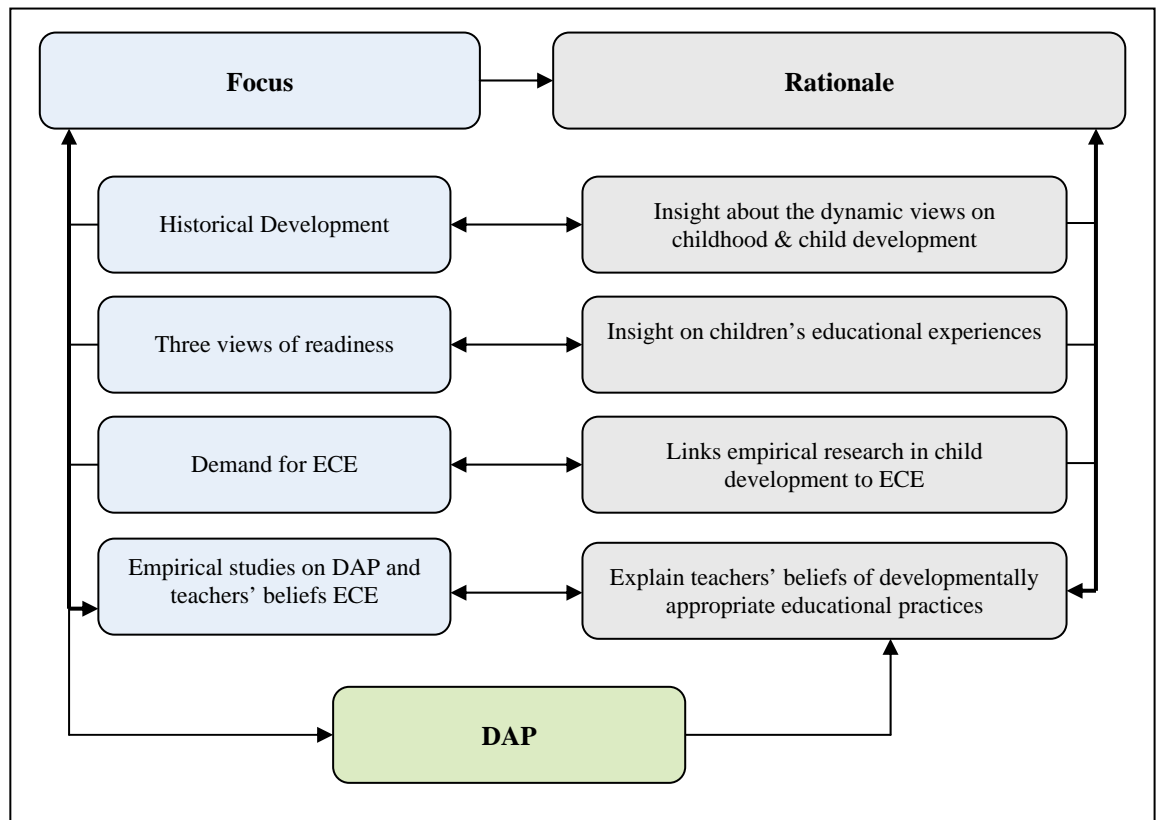 Focus
Rationale
Historical Development
Insight about the dynamic views on
childhood & child development
Three views of readiness
Insight on children’s educational experiences
Demand for ECE
Links empirical research in child
development to ECE
Empirical studies on DAP and
teachers’ beliefs ECE
Explain teachers’ beliefs of developmentally
appropriate educational practices
DAP